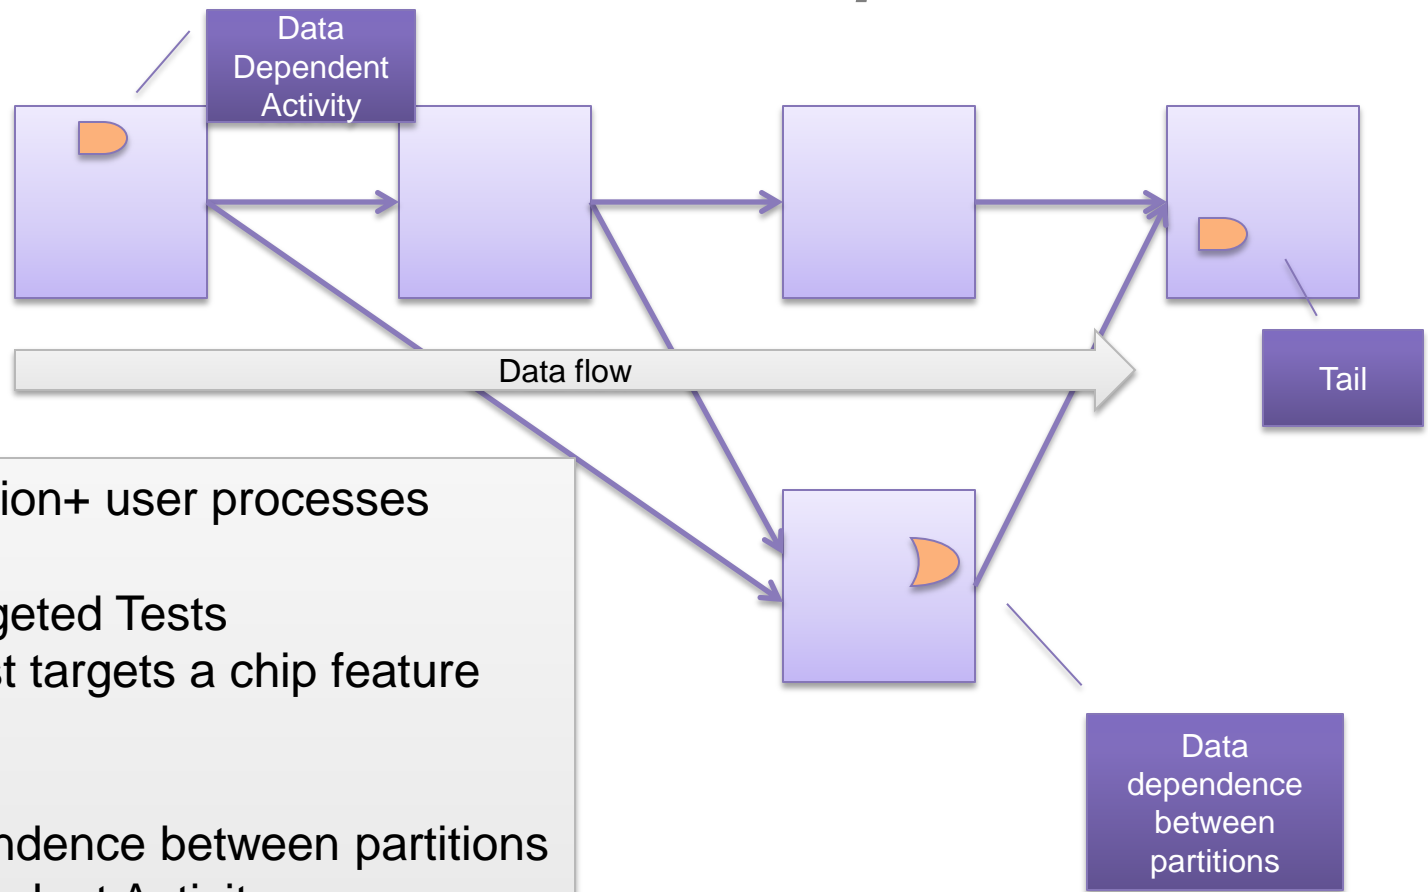 Data
Dependent
Activity
Data flow
Tail
ion+ user processes
geted Tests
st targets a chip feature
ndence between partitions
Data
dependence
between
partitions